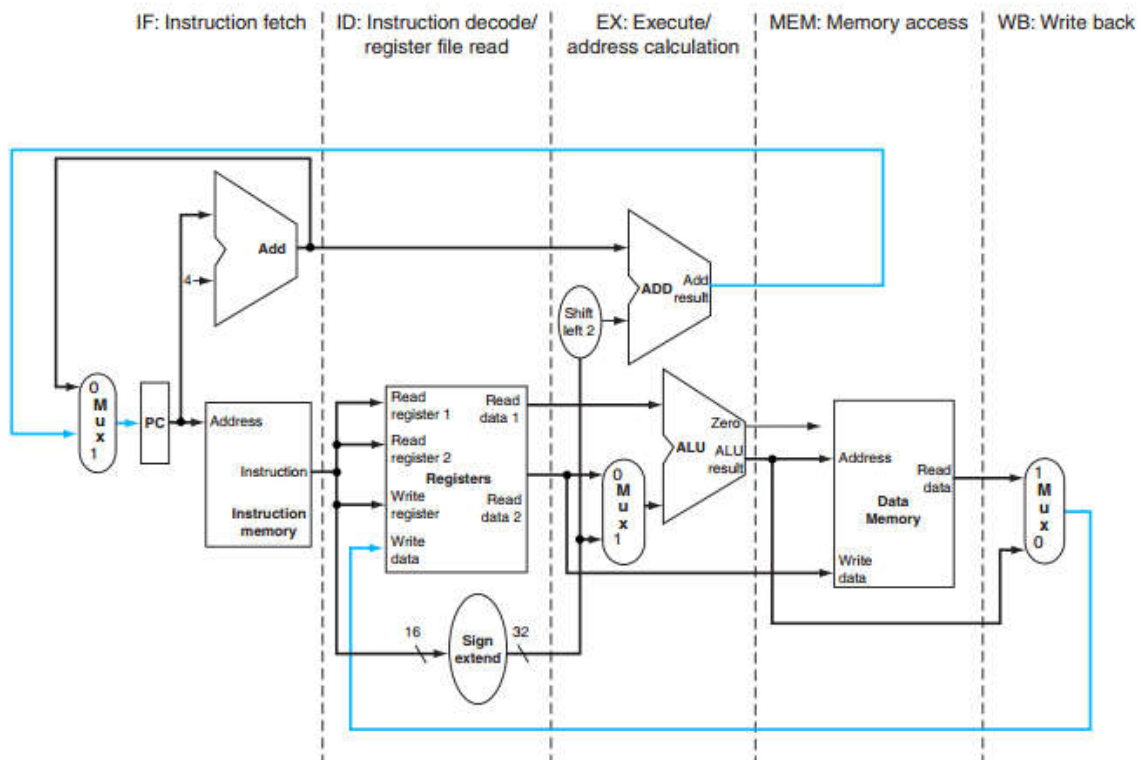 IF: Instruction fetch
ID: Instruction decode/
register file read
EX: Execute/
address calculation
MEM: Memory access
WB: Write back
Add
4
ADD
Add
result
Shift
left 2
0
M
u
x
1
PC
Address
Instruction
Instruction
memory
Read
register 1
Read
data 1
Read
register 2
Registers
Write
register
Read
data 2
Write
data
0
M
u
x
1
Zero
ALU
ALU
result
Address
Read
data
Data
Memory
Write
data
1
M
u
x
0
16
Sign
extend
32